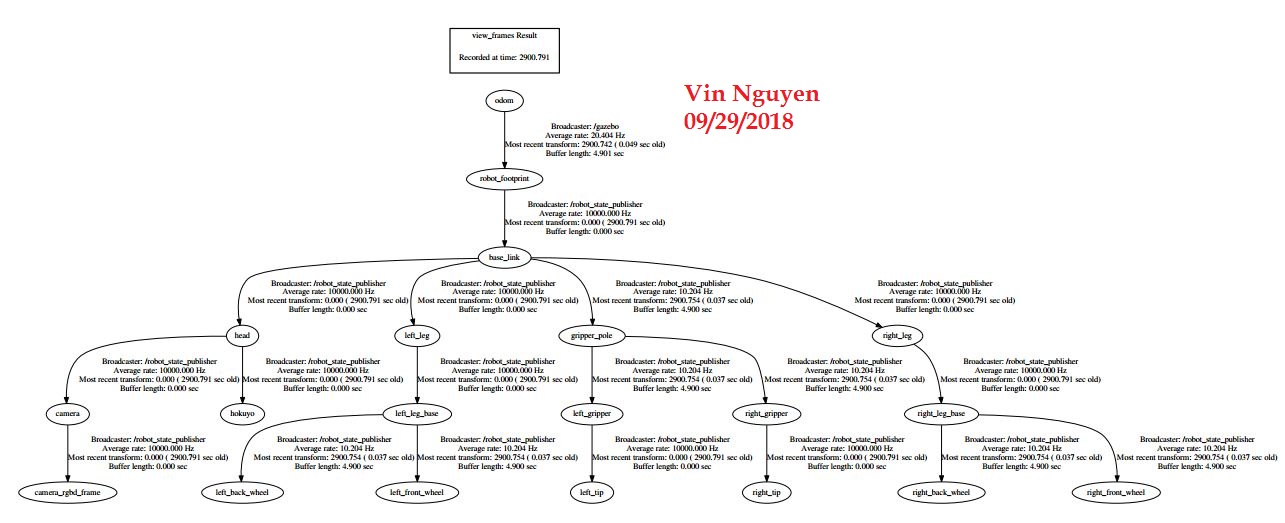 view_frames Result
Recorded at time: 2900.791
Vin Nguyen
09/29/2018
odom
Broadcaster: /gazebo
Average rate: 20.404 Hz
Most recent transform: 2900.742 ( 0.049 sec old)
Buffer length: 4.901 sec
robot_footprint
Broadcaster: /robot_state_publisher
Average rate: 10000.000 Hz
Most recent transform: 0.000 ( 2900.791 sec old)
Buffer length: 0.000 sec
base_link
Broadcaster: /robot_state_publisher
Average rate: 10000.000 Hz
Most recent transform: 0.000 ( 2900.791 sec old)
Buffer length: 0.000 sec
Broadcaster: /robot_state_publisher
Average rate: 10000.000 Hz
Most recent transform: 0.000 ( 2900.791 sec old)
Buffer length: 0.000 sec
Broadcaster: /robot_state_publisher
Average rate: 10.204 Hz
Most recent transform: 2900.754 ( 0.037 sec old)
Buffer length: 4.900 sec
Broadcaster: /robot_state_publisher
Average rate: 10000.000 Hz
Most recent transform: 0.000 ( 2900.791 sec old)
Buffer length: 0.000 sec
head
left_leg
gripper_pole
right_leg
Broadcaster: /robot_state_publisher
Average rate: 10000.000 Hz
Most recent transform: 0.000 ( 2900.791 sec old)
Buffer length: 0.000 sec
Broadcaster: /robot_state_publisher
Average rate: 10000.000 Hz
Most recent transform: 0.000 ( 2900.791 sec old)
Buffer length: 0.000 sec
Broadcaster: /robot_state_publisher
Average rate: 10000.000 Hz
Most recent transform: 0.000 ( 2900.791 sec old)
Buffer length: 0.000 sec
Broadcaster: /robot_state_publisher
Average rate: 10.204 Hz
Most recent transform: 2900.754 ( 0.037 sec old)
Buffer length: 4.900 sec
Broadcaster: /robot_state_publisher
Average rate: 10.204 Hz
Most recent transform: 2900.754 ( 0.037 sec old)
Buffer length: 4.900 sec
Broadcaster: /robot_state_publisher
Average rate: 10000.000 Hz
Most recent transform: 0.000 ( 2900.791 sec old)
Buffer length: 0.000 sec
camera
hokuyo
left_leg_base
left_gripper
right_gripper
right_leg_base
Broadcaster: /robot_state_publisher
Average rate: 10000.000 Hz
Most recent transform: 0.000 ( 2900.791 sec old)
Buffer length: 0.000 sec
Broadcaster: /robot_state_publisher
Average rate: 10.204 Hz
Most recent transform: 2900.754 ( 0.037 sec old)
Buffer length: 4.900 sec
Broadcaster: /robot_state_publisher
Average rate: 10.204 Hz
Most recent transform: 2900.754 ( 0.037 sec old)
Buffer length: 4.900 sec
Broadcaster: /robot_state_publisher
Average rate: 10000.000 Hz
Most recent transform: 0.000 ( 2900.791 sec old)
Buffer length: 0.000 sec
Broadcaster: /robot_state_publisher
Average rate: 10000.000 Hz
Most recent transform: 0.000 ( 2900.791 sec old)
Buffer length: 0.000 sec
Broadcaster: /robot_state_publisher
Average rate: 10.204 Hz
Most recent transform: 2900.754 ( 0.037 sec old)
Buffer length: 4.900 sec
Broadcaster: /robot_state_publisher
Average rate: 10.204 Hz
Most recent transform: 2900.754 ( 0.037 sec old)
Buffer length: 4.900 sec
camera_rgbd_frame
left_back_wheel
left_front_wheel
left_tip
right_tip
right_back_wheel
right_front_wheel